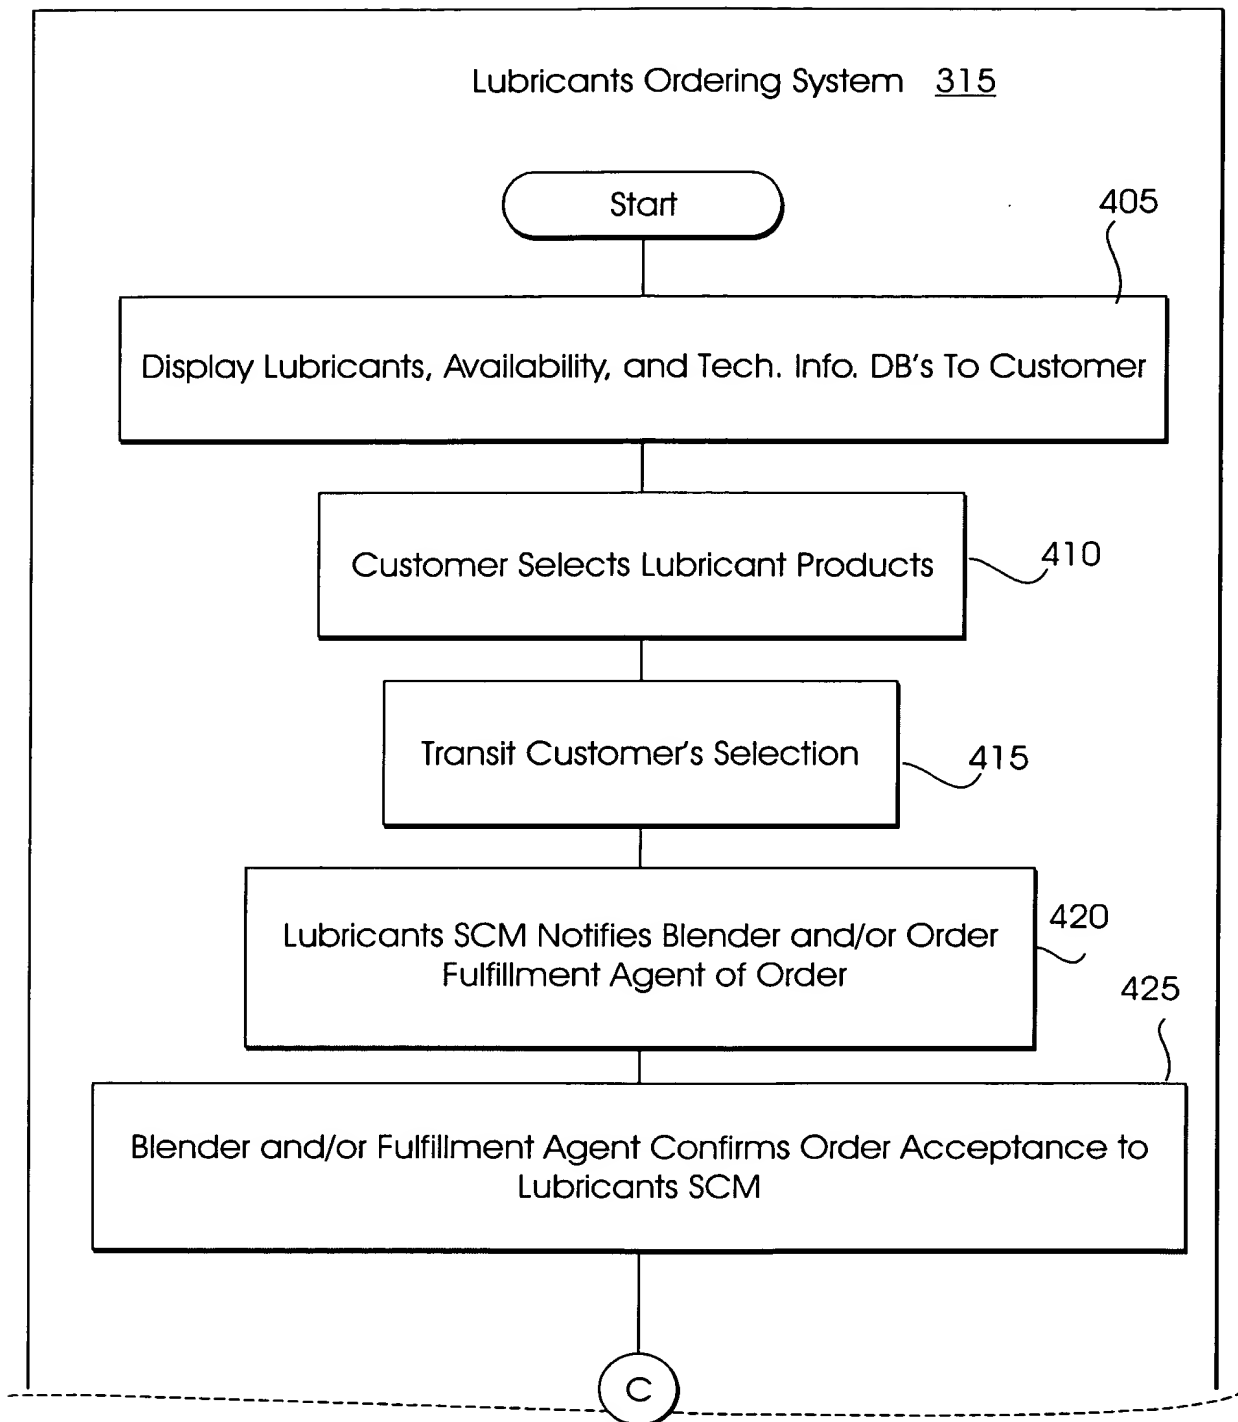 Lubricants Ordering System 315
Start
405
Display Lubricants, Availability, and Tech. Info. DB's To Customer
Customer Selects Lubricant Products
410
Transit Customer's Selection
415
Lubricants SCM Notifies Blender and/or Order
Fulfillment Agent of Order
420
425
Blender and/or Fulfillment Agent Confirms Order Acceptance to
Lubricants SCM
C